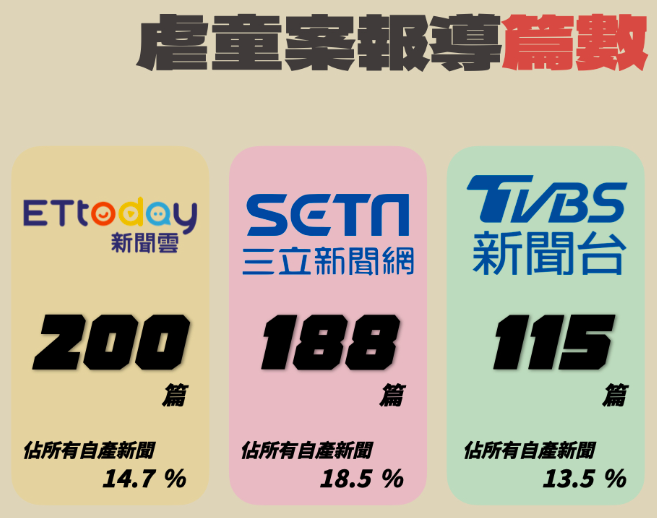 虐童案報導篇數
ETtoday
新聞雲
200
篇
佔所有自產新聞
14.7 %
SETN
三立新聞網
188
篇
佔所有自產新聞
18.5 %
TVBS
新聞台
115
篇
佔所有自產新聞
13.5 %